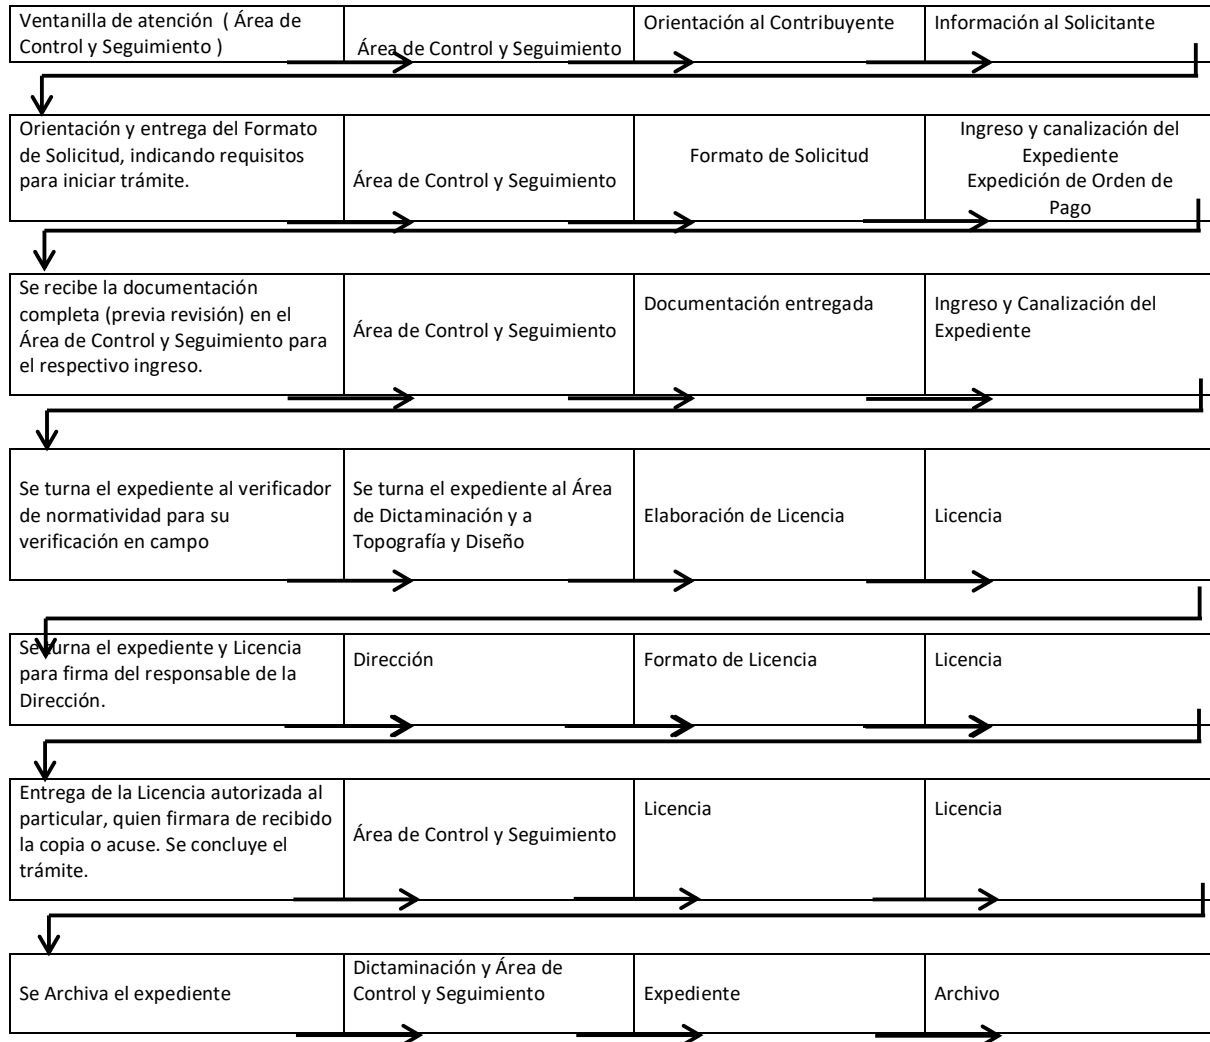 Ventanilla de atención ( Área de
Control y Seguimiento )
Área de Control y Seguimiento
Orientación al Contribuyente
Información al Solicitante
Orientación y entrega del Formato
de Solicitud, indicando requisitos
para iniciar trámite.
Área de Control y Seguimiento
Formato de Solicitud
Ingreso y canalización del
Expediente
Expedición de Orden de
Pago
Se recibe la documentación
completa (previa revisión) en el
Área de Control y Seguimiento para
el respectivo ingreso.
Área de Control y Seguimiento
Documentación entregada
Ingreso y Canalización del
Expediente
Se turna el expediente al verificador
de normatividad para su
verificación en campo
Se turna el expediente al Área
de Dictaminación y a
Topografía y Diseño
Elaboración de Licencia
Licencia
Se turna el expediente y Licencia
para firma del responsable de la
Dirección.
Dirección
Formato de Licencia
Licencia
Entrega de la Licencia autorizada al
particular, quien firmara de recibido
la copia o acuse. Se concluye el
trámite.
Área de Control y Seguimiento
Licencia
Licencia
Se Archiva el expediente
Dictaminación y Área de
Control y Seguimiento
Expediente
Archivo